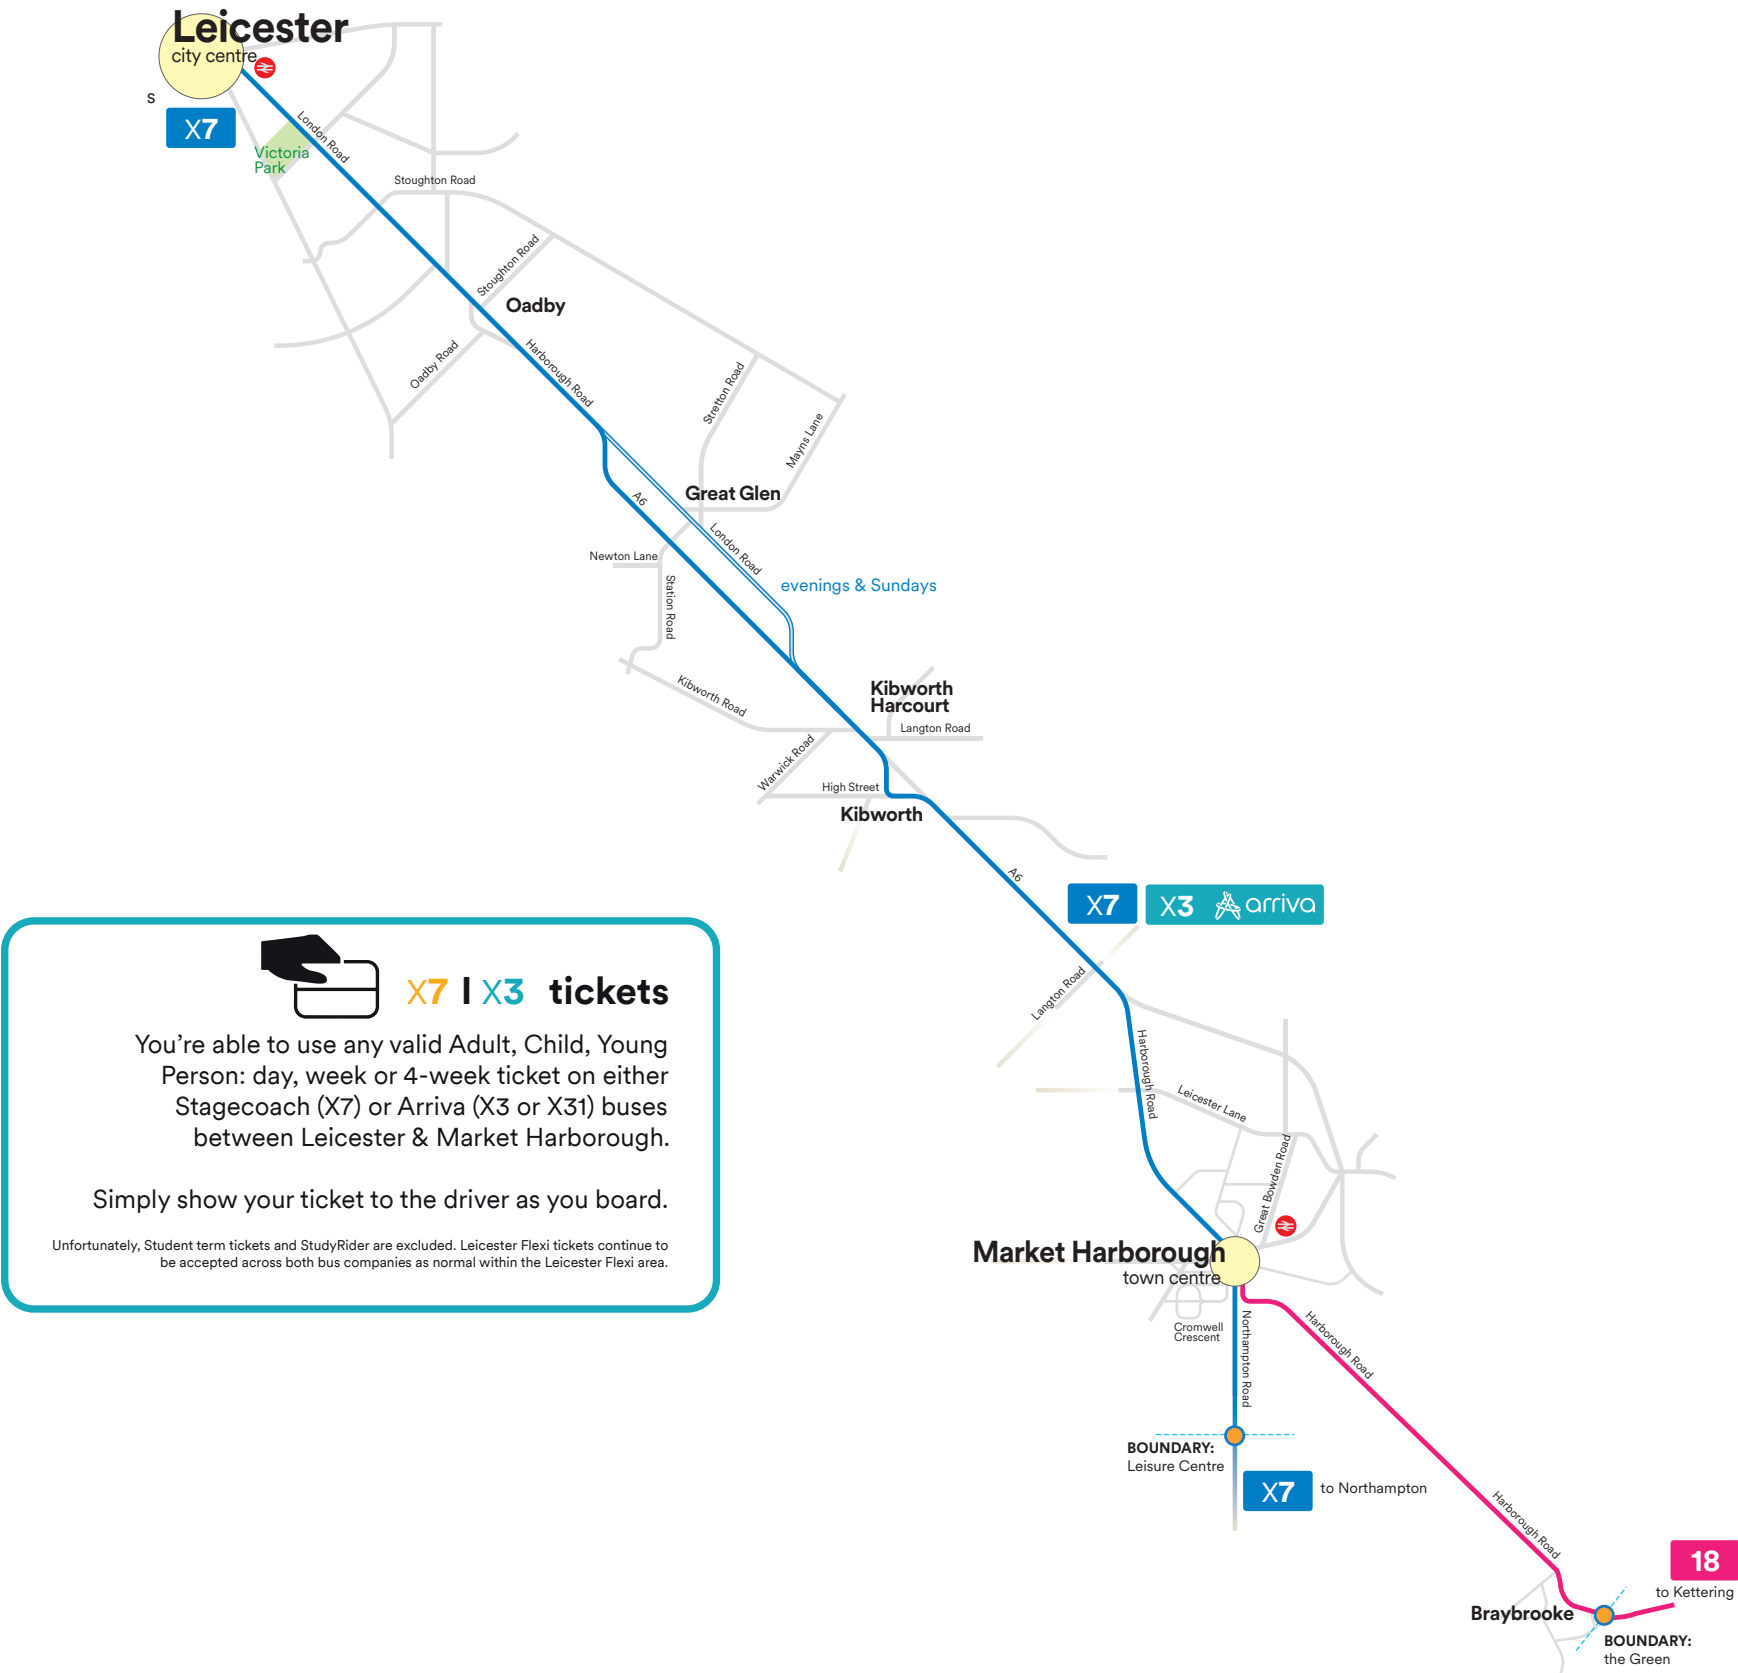 Leicester
city centre
s
X7
London Road
Victoria
Park
Stoughton Road
Stoughton Road
Oadby
Harborough Road
Oadby Road
Stretton Road
Mayns Lane
A6
Great Glen
London Road
Newton Lane
Station Road
evenings & Sundays
Kibworth Road
Kibworth
Harcourt
Langton Road
Warwick Road
High Street
Kibworth
A6
X7
X3 arriva
Langton Road
Harborough Road
Leicester Lane
Great Bowden Road
X7 | X3 tickets
You’re able to use any valid Adult, Child, Young
Person: day, week or 4-week ticket on either
Stagecoach (X7) or Arriva (X3 or X31) buses
between Leicester & Market Harborough.
Simply show your ticket to the driver as you board.
Unfortunately, Student term tickets and StudyRider are excluded. Leicester Flexi tickets continue to
be accepted across both bus companies as normal within the Leicester Flexi area.
Market Harborough
town centre
Cromwell
Crescent
Northampton Road
Harborough Road
BOUNDARY:
Leisure Centre
X7 to Northampton
Harborough Road
18
to Kettering
Braybrooke
BOUNDARY:
the Green